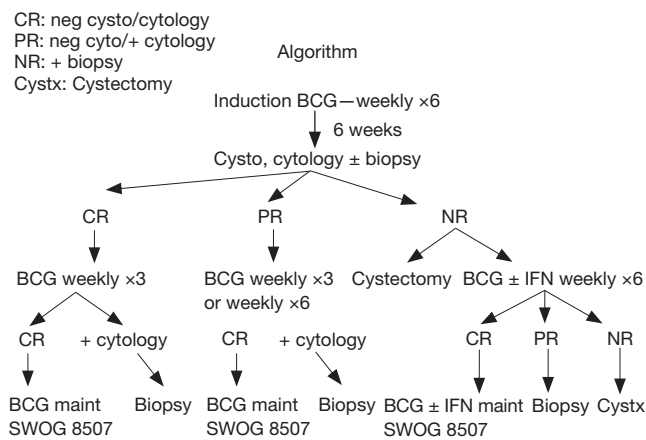 CR: neg cysto/cytology
PR: neg cyto/+ cytology
NR: + biopsy
Cystx: Cystectomy
Algorithm
Induction BCG—weekly ×6
6 weeks
Cysto, cytology ± biopsy
CR PR NR
BCG weekly ×3 BCG weekly ×3 Cystectomy BCG ± IFN weekly ×6
or weekly ×6
CR + cytology CR + cytology CR PR NR
BCG maint Biopsy BCG maint Biopsy BCG ± IFN maint Biopsy Cystx
SWOG 8507 SWOG 8507 SWOG 8507